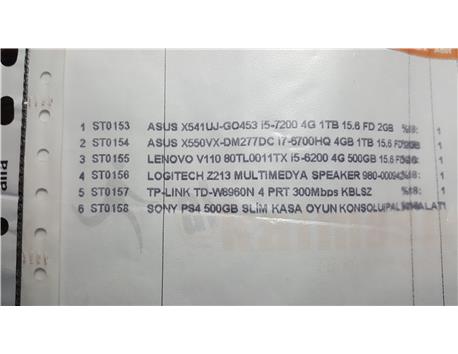 1 ST0153 ASUS X541UJ-GO453 i5-7200 4G 1TB 15.6 FD 2GB %18: 1
2 ST0154 ASUS X550VX-DM277DC i7-6700HQ 4GB 1TB 15.6 FD 1
3 ST0155 LENOVO V110 80TL0011TX i5-6200 4G 500GB 15.6 1
4 ST0156 LOGITECH Z213 MULTIMEDYA SPEAKER 980-00094 %18: 1
5 ST0157 TP-LINK TD-W8960N 4 PRT 300Mbps KBLSZ %18: 1
6 ST0158 SONY PS4 500GB SLİM KASA OYUN KONSOLU